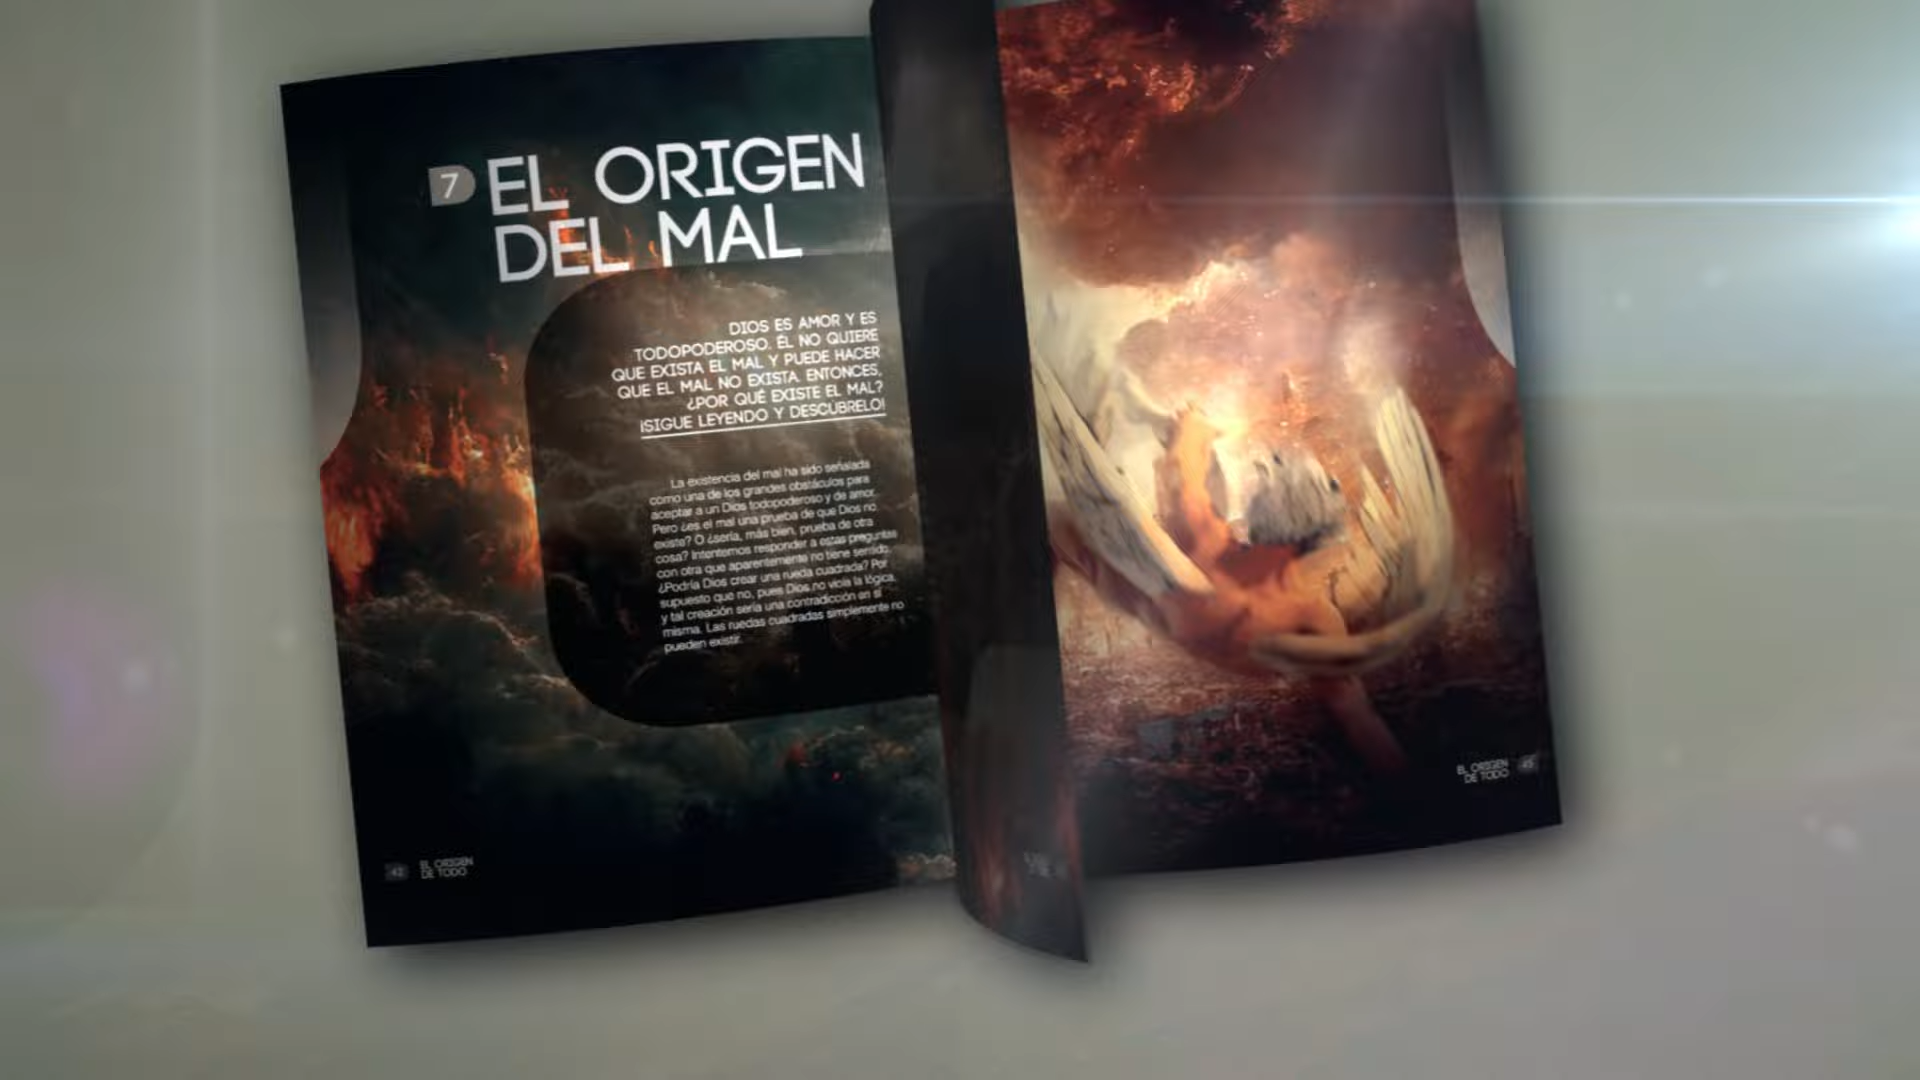 7
EL ORIGEN
DEL MAL
DIOS ES AMOR Y ES
TODOPODEROSO. ÉL NO QUIERE
QUE EXISTA EL MAL Y PUEDE HACER
QUE EL MAL NO EXISTA. ENTONCES,
¿POR QUÉ EXISTE EL MAL?
¡SIGUE LEYENDO Y DESCÚBRELO!
La existencia del mal ha sido señalada
como una de los grandes obstáculos para
aceptar a un Dios todopoderoso y de amor.
Pero ¿es el mal una prueba de que Dios no
existe? O ¿sería, más bien, prueba de otra
cosa? Intentemos responder a estas preguntas
con otra que aparentemente no tiene sentido.
¿Podría Dios crear una rueda cuadrada? Por
supuesto que no, pues Dios no viola la lógica,
y tal creación sería una contradicción en sí
misma. Las ruedas cuadradas simplemente no
pueden existir.
42
EL ORIGEN
DE TODO
EL ORIGEN
DE TODO
45